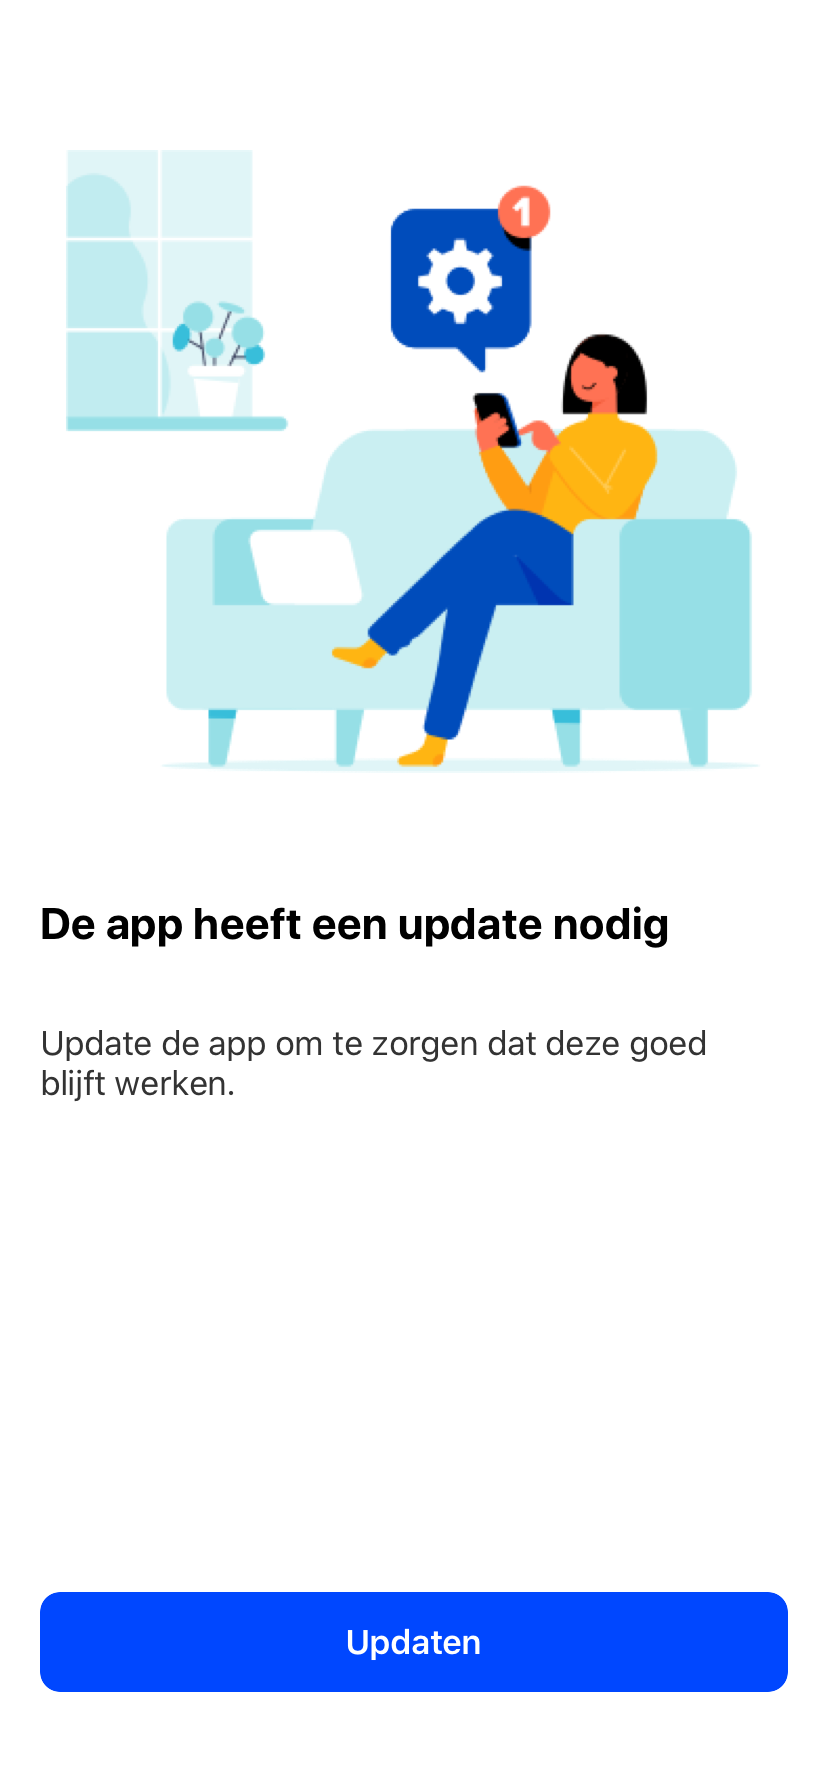 1
De app heeft een update nodig
Update de app om te zorgen dat deze goed
blijft werken.
Updaten